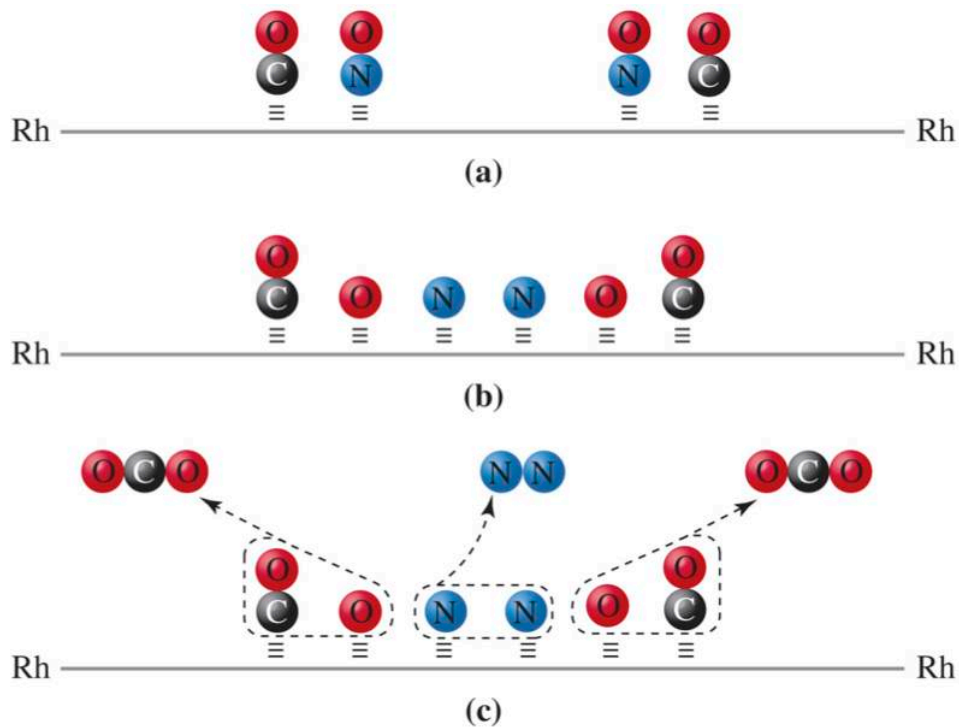 O O O O
C N N C
Rh Rh
(a)
O O
C O N N O C
Rh Rh
(b)
O C O N N O C O
O O
C O N N O C
Rh Rh
(c)